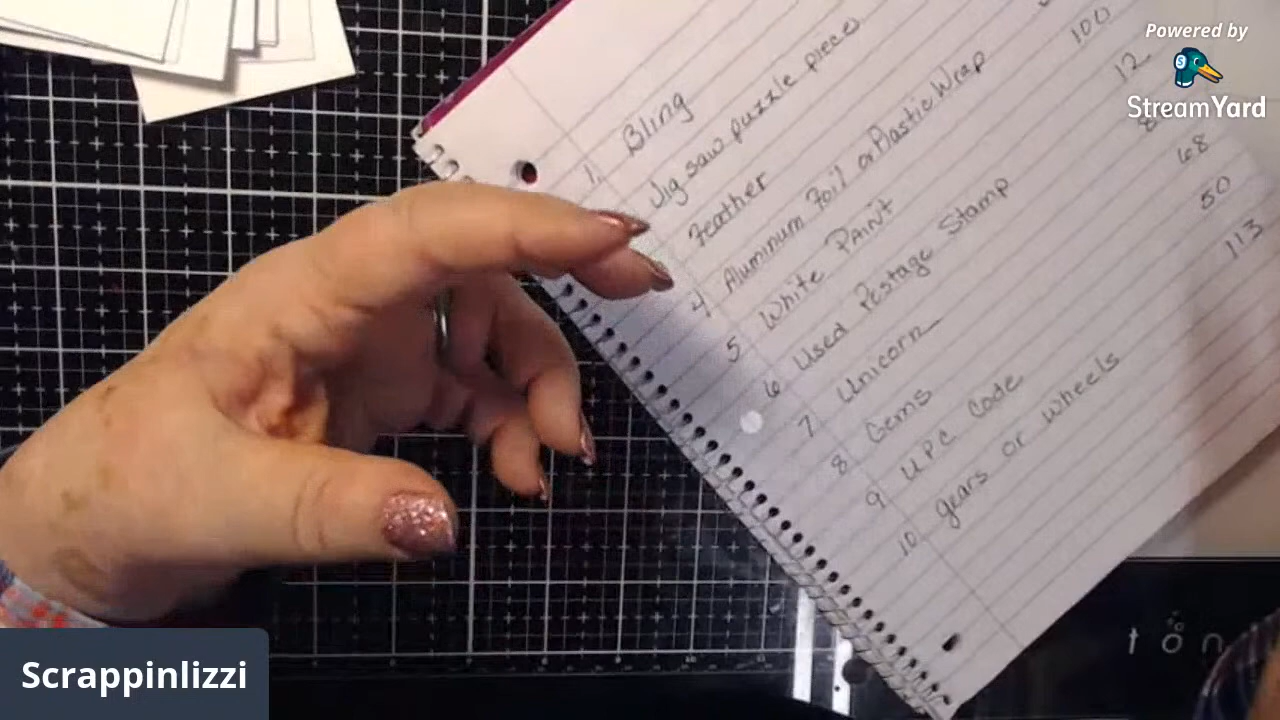 Powered by
StreamYard
1, Bling
Jig saw puzzle piece
Feather 100
4 Aluminum Foil or Plastic Wrap 12
5 White Paint 8
6 Used Postage Stamp 68
7 Unicorn 50
8 Gems 113
9 UPC Code
10 gears or wheels
Scrappinlizzi